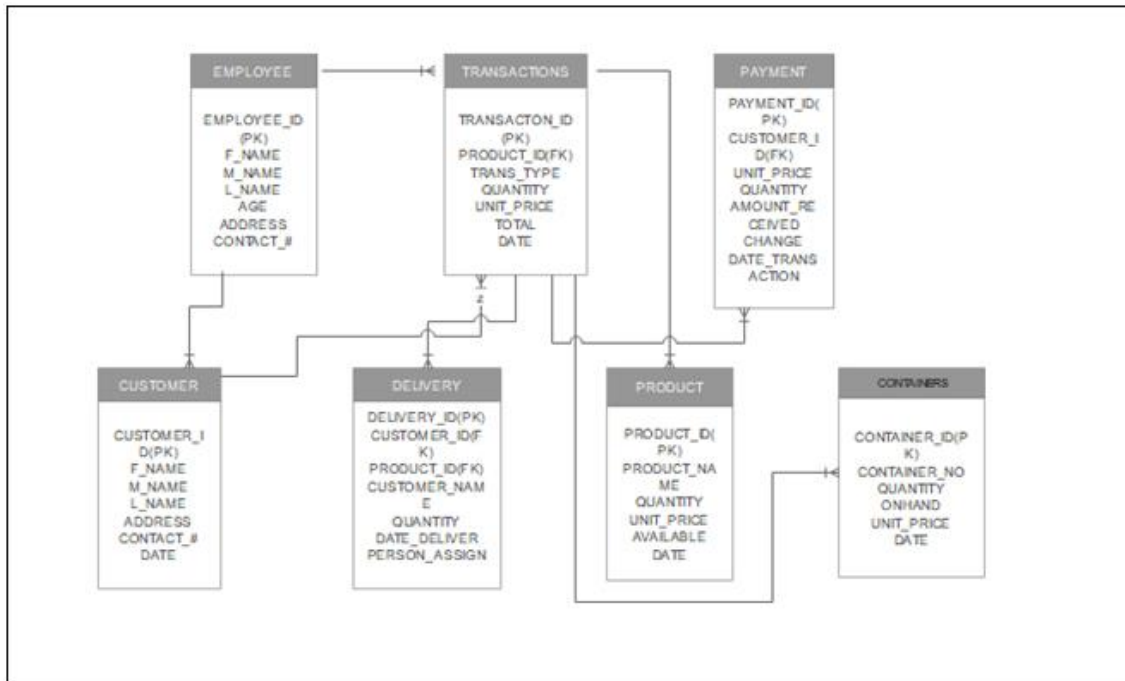 EMPLOYEE
EMPLOYEE_ID
(PK)
F_NAME
M_NAME
L_NAME
AGE
ADDRESS
CONTACT_#
TRANSACTIONS
TRANSACTON_ID
(PK)
PRODUCT_ID(FK)
TRANS_TYPE
QUANTITY
UNIT_PRICE
TOTAL
DATE
PAYMENT
PAYMENT_ID(
PK)
CUSTOMER_I
D(FK)
UNIT_PRICE
QUANTITY
AMOUNT_RE
CEIVED
CHANGE
DATE_TRANS
ACTION
z
CUSTOMER
CUSTOMER_I
D(PK)
F_NAME
M_NAME
L_NAME
ADDRESS
CONTACT_#
DATE
DELIVERY
DELIVERY_ID(PK)
CUSTOMER_ID(F
K)
PRODUCT_ID(FK)
CUSTOMER_NAM
E
QUANTITY
DATE_DELIVER
PERSON_ASSIGN
PRODUCT
PRODUCT_ID(
PK)
PRODUCT_NA
ME
QUANTITY
UNIT_PRICE
AVAILABLE
DATE
CONTAINERS
CONTAINER_ID(P
K)
CONTAINER_NO
QUANTITY
ONHAND
UNIT_PRICE
DATE